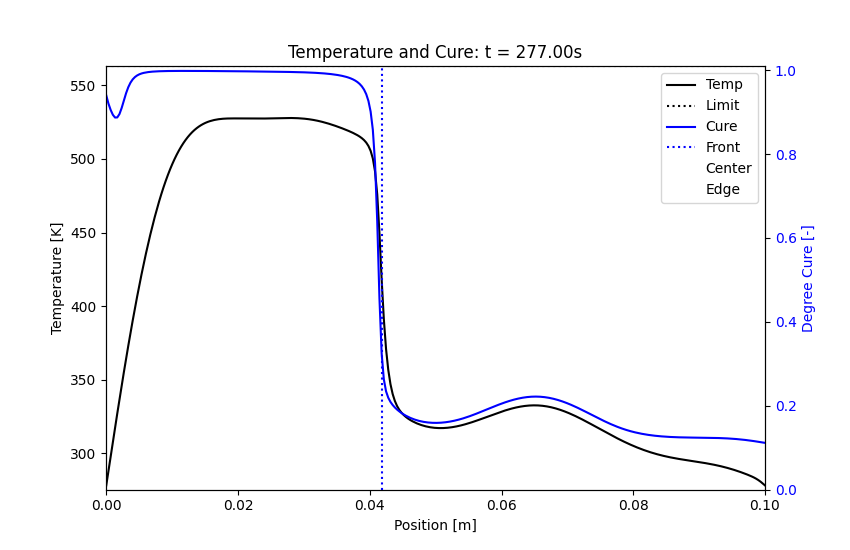 Temperature and Cure: t = 277.00s
Temperature [K]
550
500
450
400
350
300
Temp
Limit
Cure
Front
Center
Edge
1.0
0.8
0.6
0.4
0.2
0.0
Degree Cure [-]
0.00
0.02
0.04
0.06
0.08
0.10
Position [m]